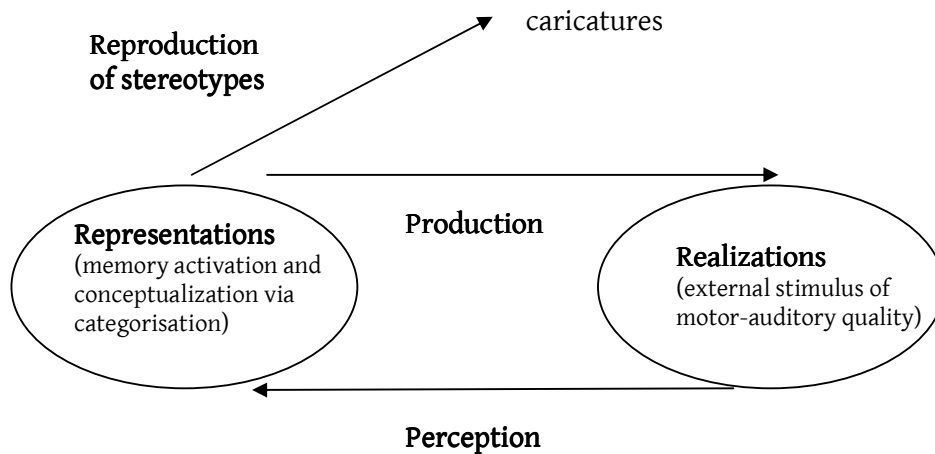 caricatures
Reproduction
of stereotypes
Production
Representations
(memory activation and
conceptualization via
categorisation)
Realizations
(external stimulus of
motor-auditory quality)
Perception